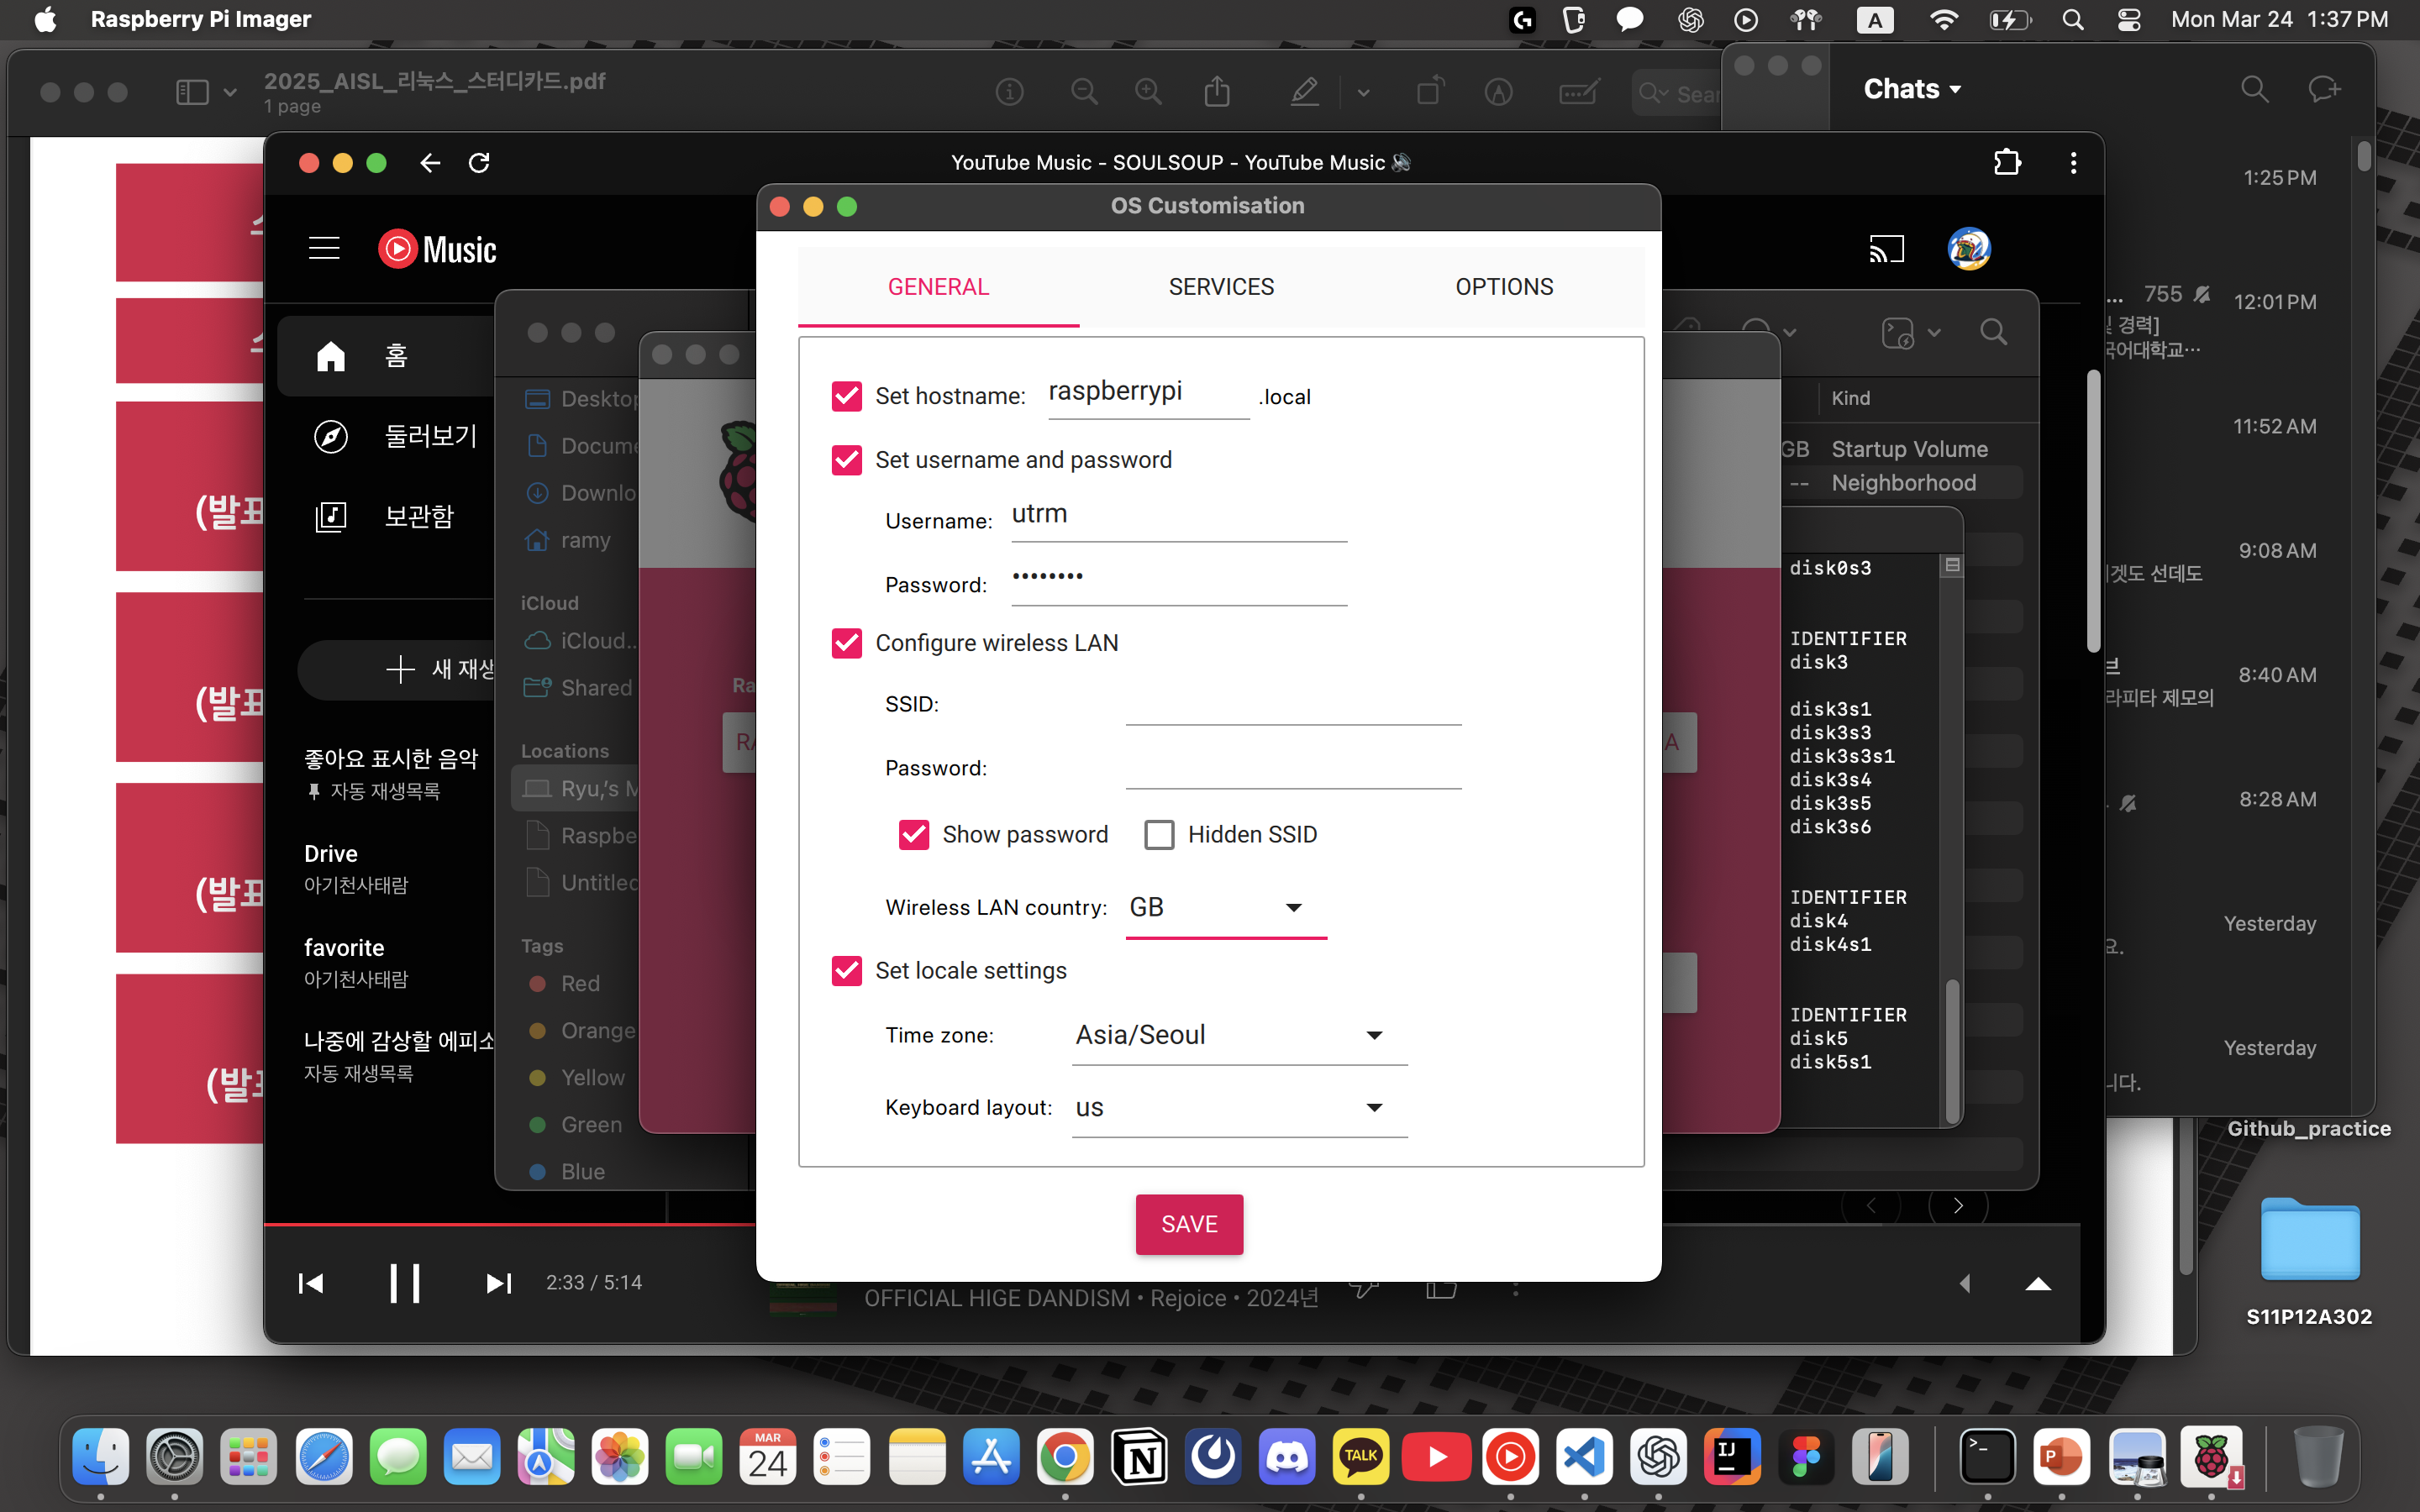 Raspberry Pi Imager
A
Mon Mar 24 1:37 PM
2025_AISL_리눅스_스터디카드.pdf
1 page
Sear
Chats
YouTube Music - SOULSOUP - YouTube Music
1:25 PM
Music
OS Customisation
GENERAL
SERVICES
OPTIONS
홈
둘러보기
보관함
새 재생
좋아요 표시한 음악
자동 재생목록
Drive
아기천사태람
favorite
아기천사태람
나중에 감상할 에피소
자동 재생목록
(발표
(발표
(발표
(발표
Desktop
Docume
Downlo
ramy
iCloud
iCloud...
Shared
Locations
Ryu,'s M
Raspbe
Untitled
Tags
Red
Orange
Yellow
Green
Blue
Ra
RA
Set hostname: raspberrypi .local
Set username and password
Username: utrm
Password: ••••••••
Configure wireless LAN
SSID:
Password:
Show password
Hidden SSID
Wireless LAN country: GB
Set locale settings
Time zone: Asia/Seoul
Keyboard layout: us
SAVE
A
Kind
GB Startup Volume
-- Neighborhood
disk0s3
IDENTIFIER
disk3
disk3s1
disk3s3
disk3s3s1
disk3s4
disk3s5
disk3s6
IDENTIFIER
disk4
disk4s1
IDENTIFIER
disk5
disk5s1
... 755
12:01 PM
및 경력]
국어대학교...
11:52 AM
9:08 AM
겟도 선데도
브
8:40 AM
라피타 제모의
8:28 AM
Yesterday
요.
Yesterday
니다.
Github_practice
S11P12A302
2:33 / 5:14
OFFICIAL HIGE DANDISM • Rejoice • 2024년
MAR
24
N
TALK
IJ
P